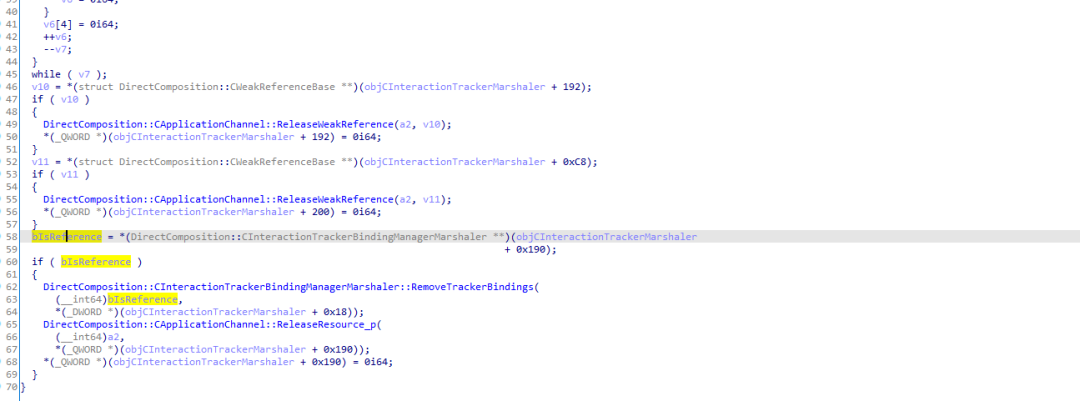 40 }
41 v6[4] = 0i64;
42 ++v6;
43 --v7;
44 }
45 while ( v7 );
46 v10 = *(struct DirectComposition::CWeakReferenceBase **)(objCInteractionTrackerMarshaler + 192);
47 if ( v10 )
48 {
49 DirectComposition::CApplicationChannel::ReleaseWeakReference(a2, v10);
50 *(_QWORD *)(objCInteractionTrackerMarshaler + 192) = 0i64;
51 }
52 v11 = *(struct DirectComposition::CWeakReferenceBase **)(objCInteractionTrackerMarshaler + 0xC8);
53 if ( v11 )
54 {
55 DirectComposition::CApplicationChannel::ReleaseWeakReference(a2, v11);
56 *(_QWORD *)(objCInteractionTrackerMarshaler + 200) = 0i64;
57 }
58 bIsReference = *(DirectComposition::CInteractionTrackerBindingManagerMarshaler **)(objCInteractionTrackerMarshaler
59 + 0x190);
60 if ( bIsReference )
61 {
62 DirectComposition::CInteractionTrackerBindingManagerMarshaler::RemoveTrackerBindings(
63 (__int64)bIsReference,
64 *(_DWORD *)(objCInteractionTrackerMarshaler + 0x18));
65 DirectComposition::CApplicationChannel::ReleaseResource_p(
66 (__int64)a2,
67 *(_QWORD *)(objCInteractionTrackerMarshaler + 0x190));
68 *(_QWORD *)(objCInteractionTrackerMarshaler + 0x190) = 0i64;
69 }
70 }